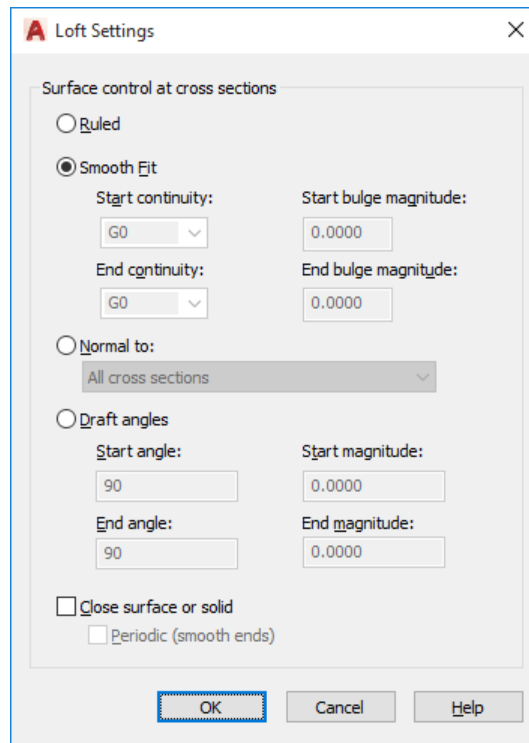 Loft Settings
Surface control at cross sections
Ruled
Smooth Fit
Start continuity: Start bulge magnitude:
G0 0.0000
End continuity: End bulge magnitude:
G0 0.0000
Normal to:
All cross sections
Draft angles
Start angle: Start magnitude:
90 0.0000
End angle: End magnitude:
90 0.0000
Close surface or solid
Periodic (smooth ends)
OK Cancel Help